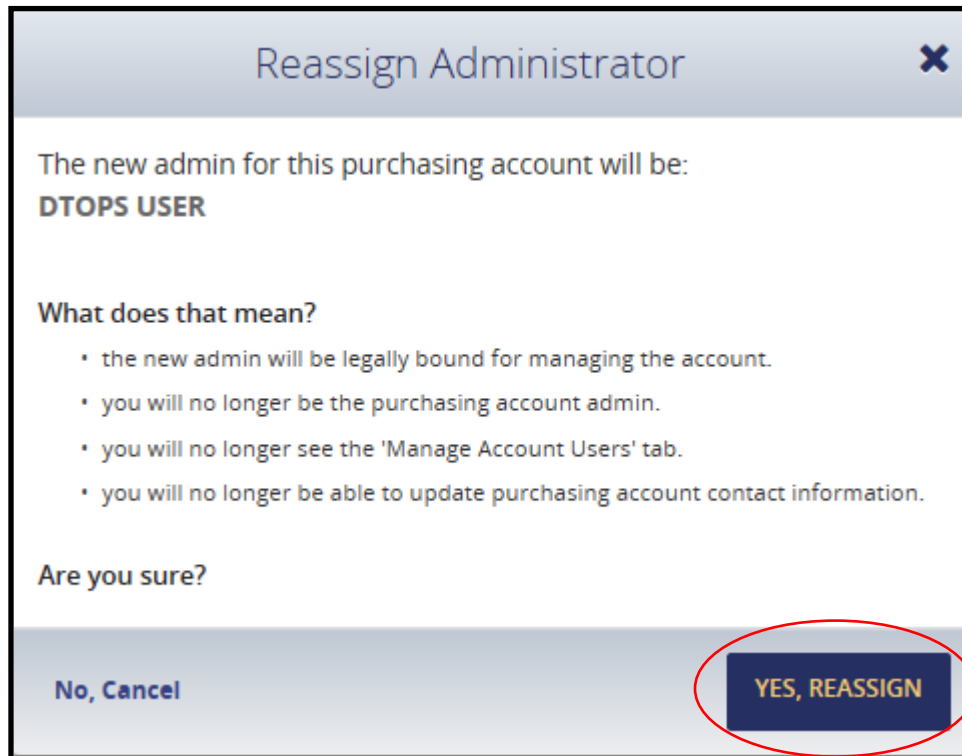 Reassign Administrator
The new admin for this purchasing account will be:
DTOPS USER
What does that mean?
• the new admin will be legally bound for managing the account.
• you will no longer be the purchasing account admin.
• you will no longer see the 'Manage Account Users' tab.
• you will no longer be able to update purchasing account contact information.
Are you sure?
No, Cancel
YES, REASSIGN